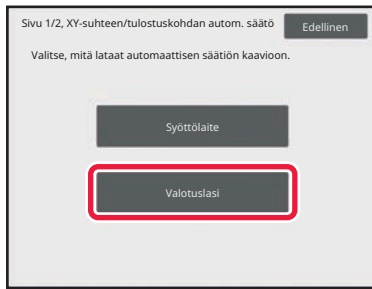 Sivu 1/2, XY-suhteen/tulostuskohdan autom. säätö
Edellinen
Valitse, mitä lataat automaattisen säätiön kaavioon.
Syöttölaite
Valotuslasi